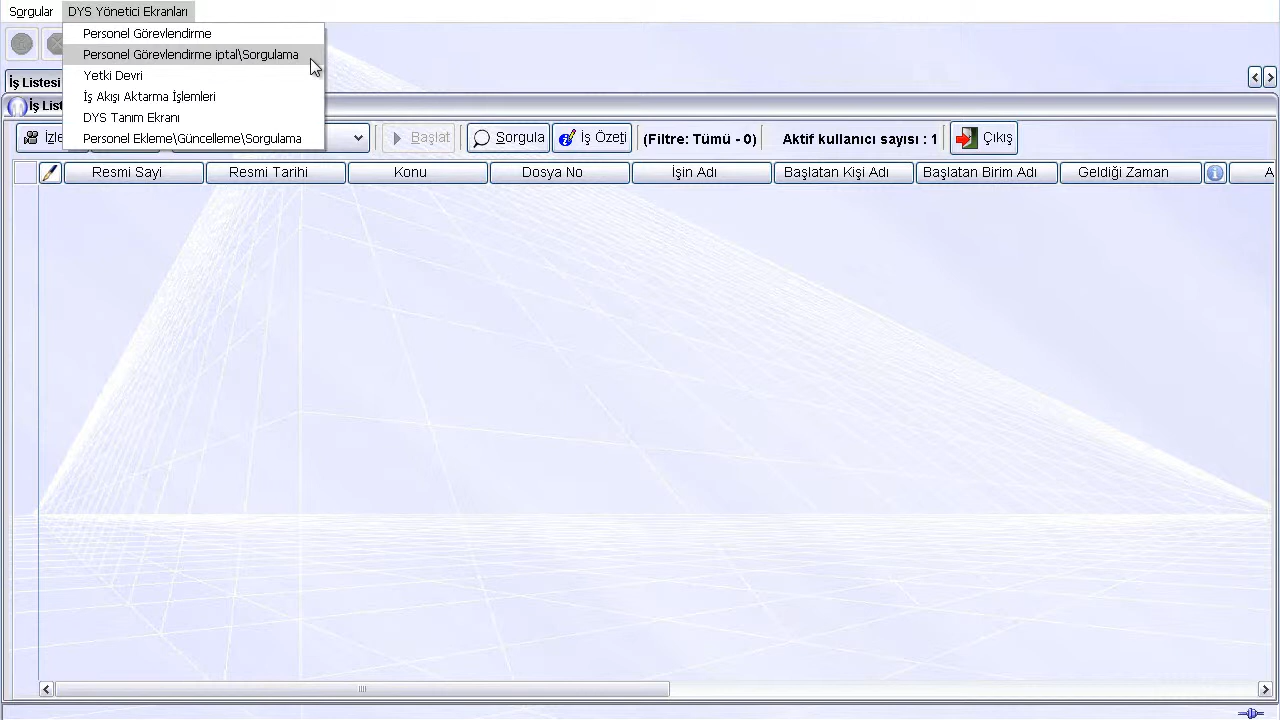 Sorgular DYS Yönetici Ekranları
Personel Görevlendirme
Personel Görevlendirme iptal\Sorgulama
Yetki Devri
İş Akışı Aktarma İşlemleri
DYS Tanım Ekranı
Personel Ekleme\Güncelleme\Sorgulama
İş Listesi
İş List
İzle
Başlat Sorgula İş Özeti (Filtre: Tümü - 0) Aktif kullanıcı sayısı : 1 Çıkış
Resmi Sayi Resmi Tarihi Konu Dosya No İşin Adı Başlatan Kişi Adı Başlatan Birim Adı Geldiği Zaman A